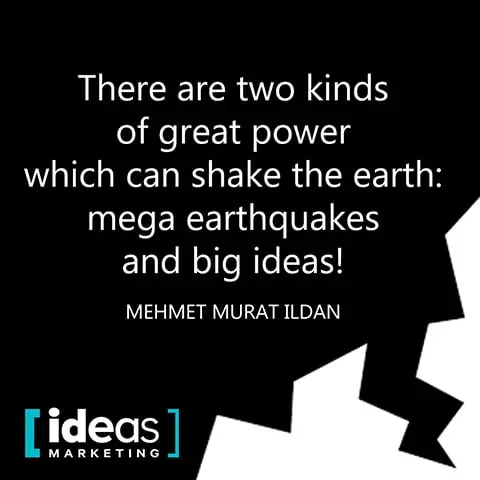 There are two kinds
of great power
which can shake the earth:
mega earthquakes
and big ideas!
MEHMET MURAT ILDAN
[ideas]
MARKETING